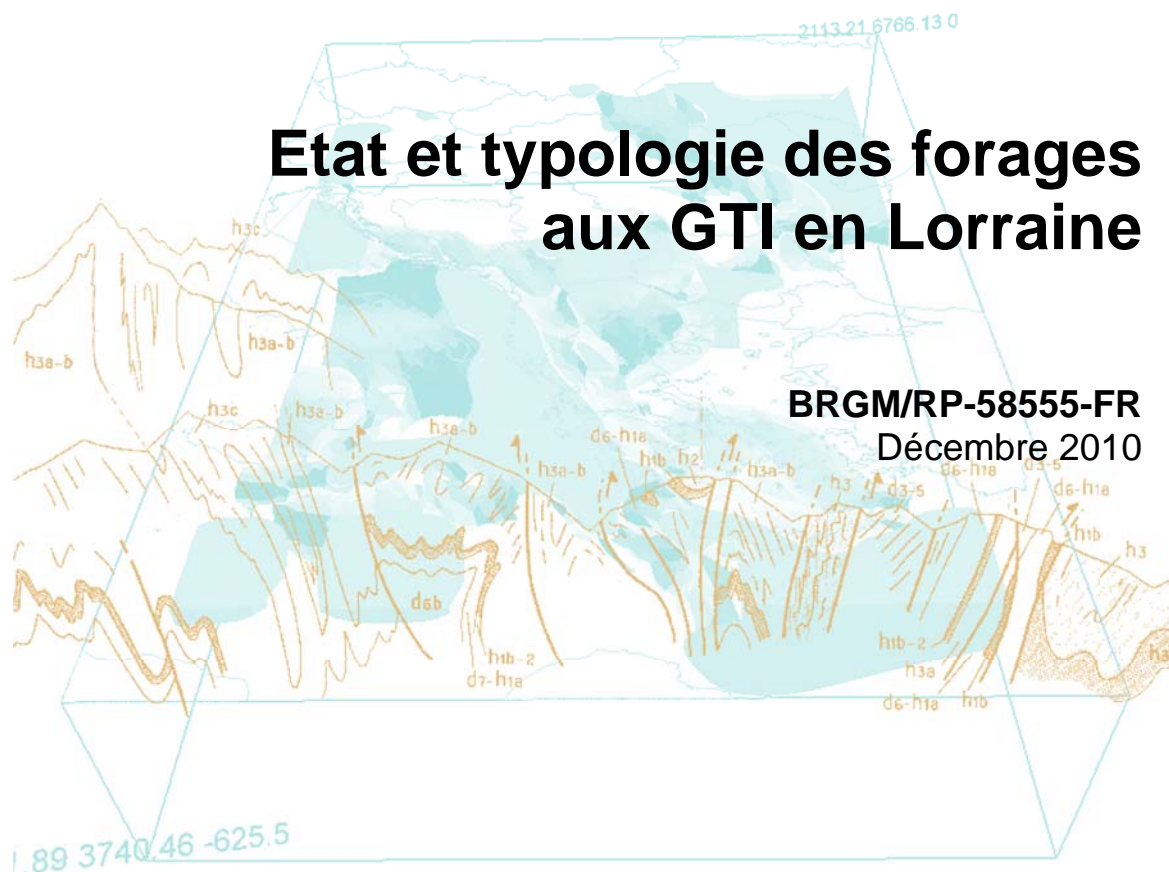 2113.21 6766.13 0
Etat et typologie des forages
aux GTI en Lorraine
h3c
h3a-b
h3a-b
BRGM/RP-58555-FR
Décembre 2010
h3c
h3a-b
h3a-b
d6-h1a
h1b
h2
h3a-b
h3a-b
h3
d3-5
d6-h1a
d3-5
d6-h1a
h1b
h3
d6b
h1b-2
d7-h1a
h1b-2
h3a
d6-h1a
h1b
h3
89 3740.46 -625.5